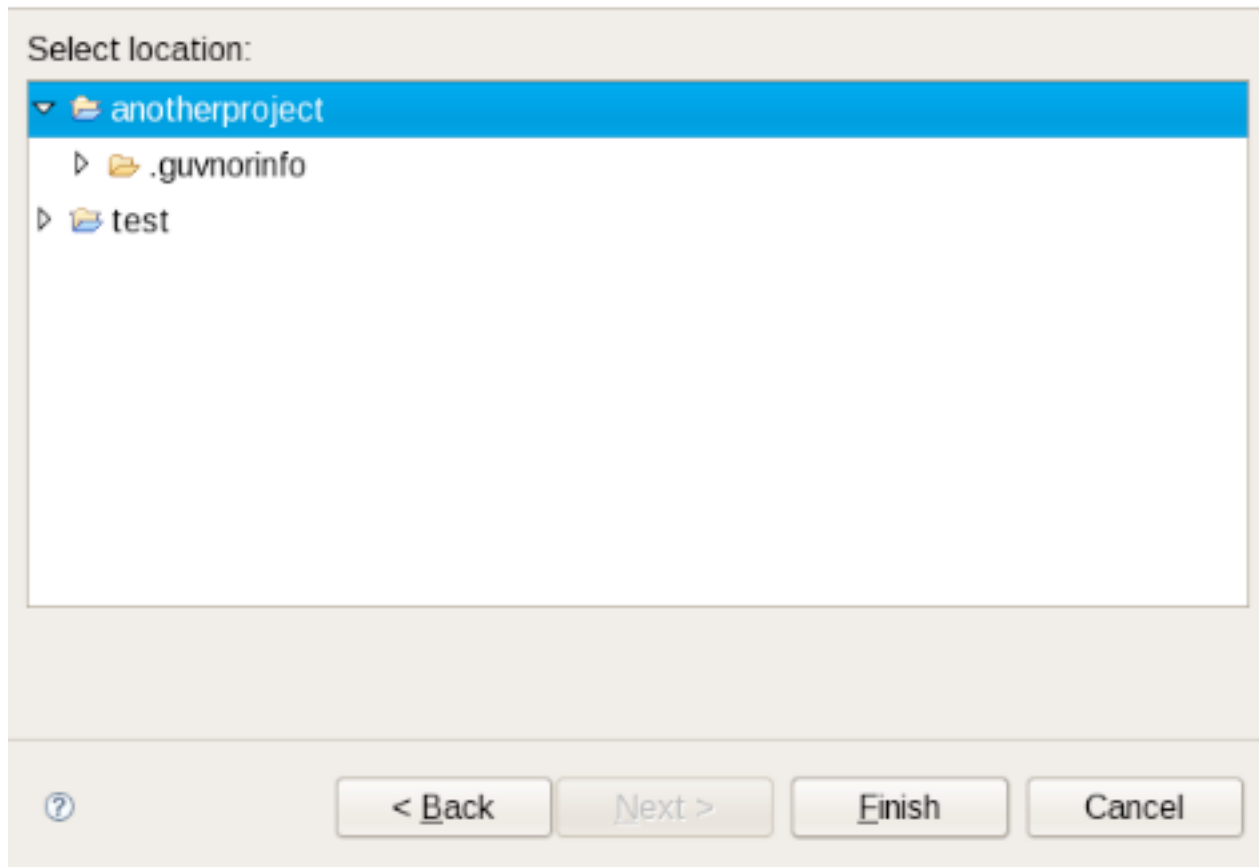 Select location:
anotherproject
.guvnorinfo
test
< Back Next > Finish Cancel